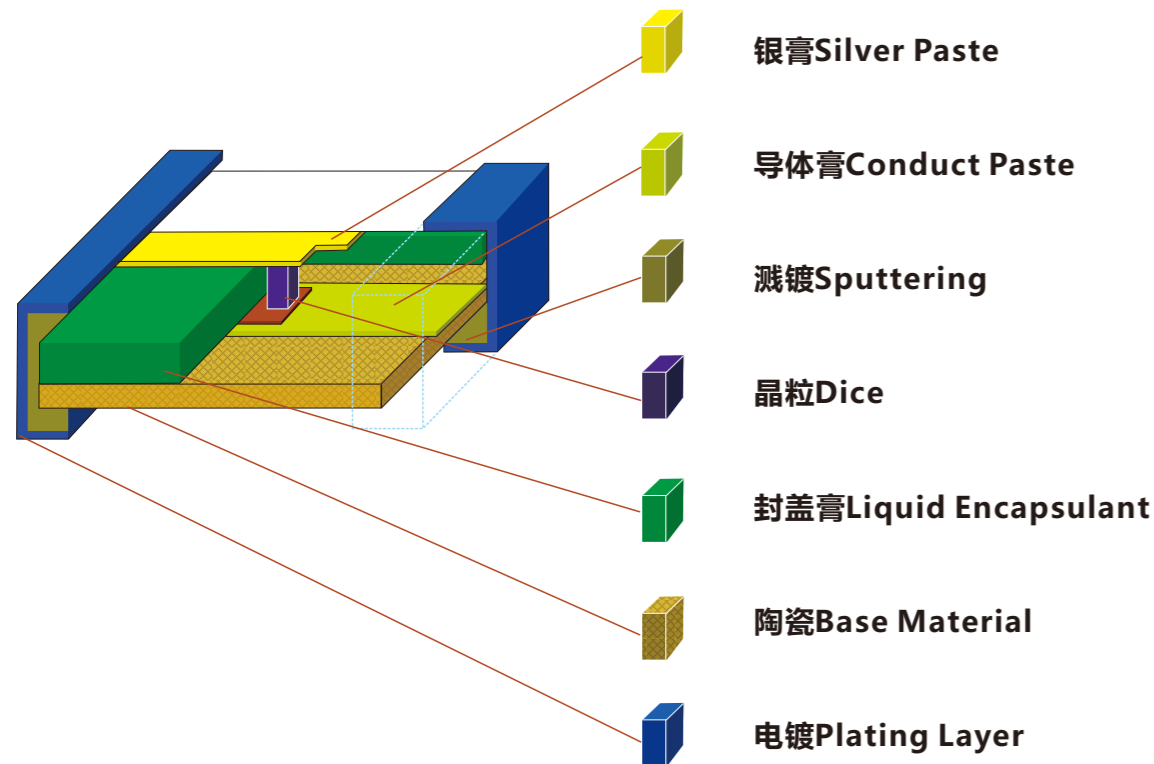 银膏Silver Paste
导体膏Conduct Paste
溅镀Sputtering
晶粒Dice
封盖膏Liquid Encapsulant
陶瓷Base Material
电镀Plating Layer